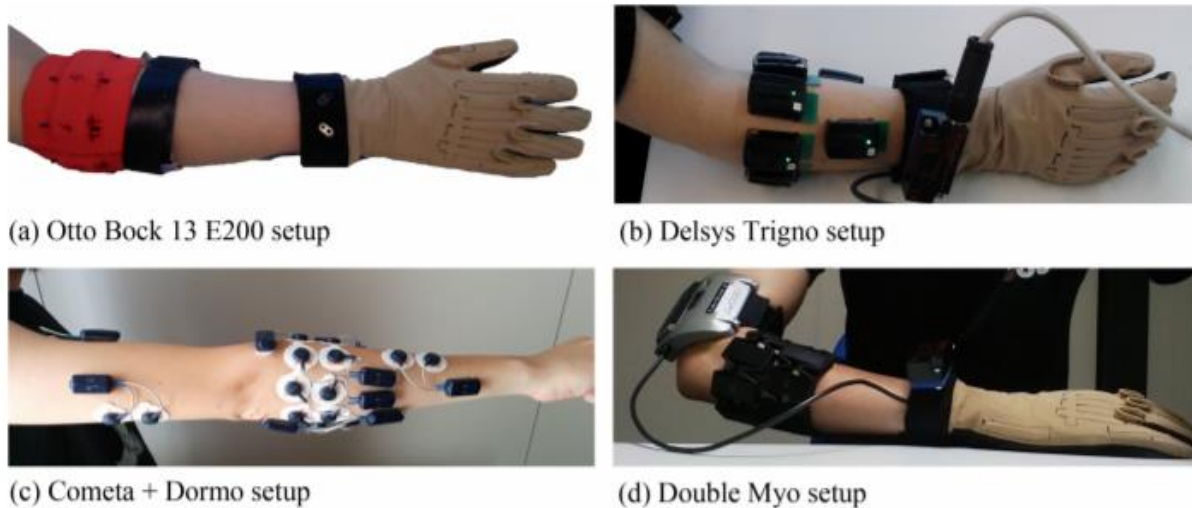 (a) Otto Bock 13 E200 setup
(b) Delsys Trigno setup
(c) Cometa + Dormo setup
(d) Double Myo setup